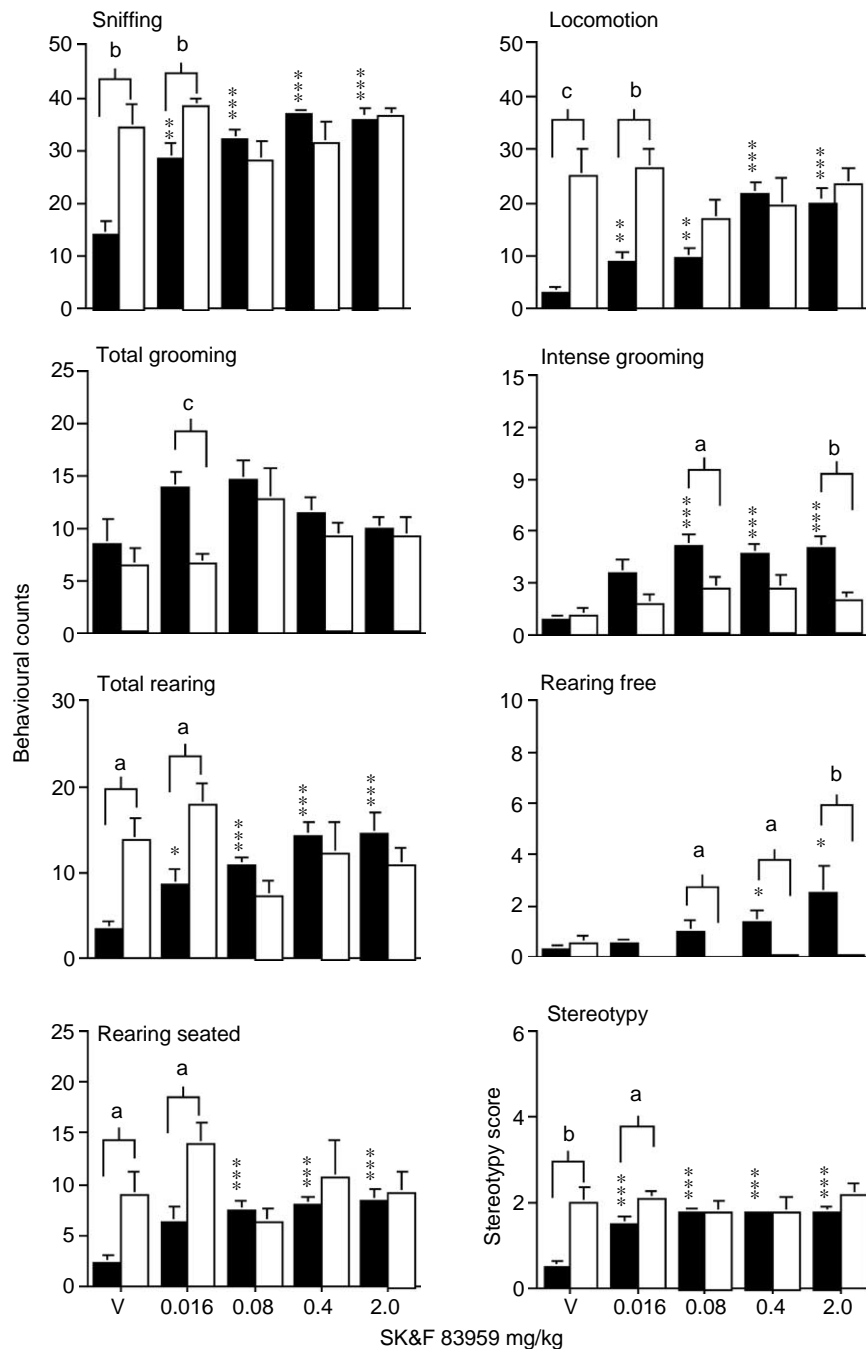 Sniffing
50
40
30
20
10
0
b
b
**
***
***
***
Locomotion
50
40
30
20
10
0
c
b
**
**
***
***
Total grooming
25
20
15
10
5
0
c
Intense grooming
15
12
9
6
3
0
a
b
***
***
***
Behavioural counts
Total rearing
30
20
10
0
a
a
*
***
***
***
Rearing free
10
8
6
4
2
0
a
a
b
*
*
Rearing seated
25
20
15
10
5
0
a
a
***
***
***
V 0.016 0.08 0.4 2.0
Stereotypy
Stereotypy score
6
4
2
0
b
a
***
***
***
***
V 0.016 0.08 0.4 2.0
SK&F 83959 mg/kg